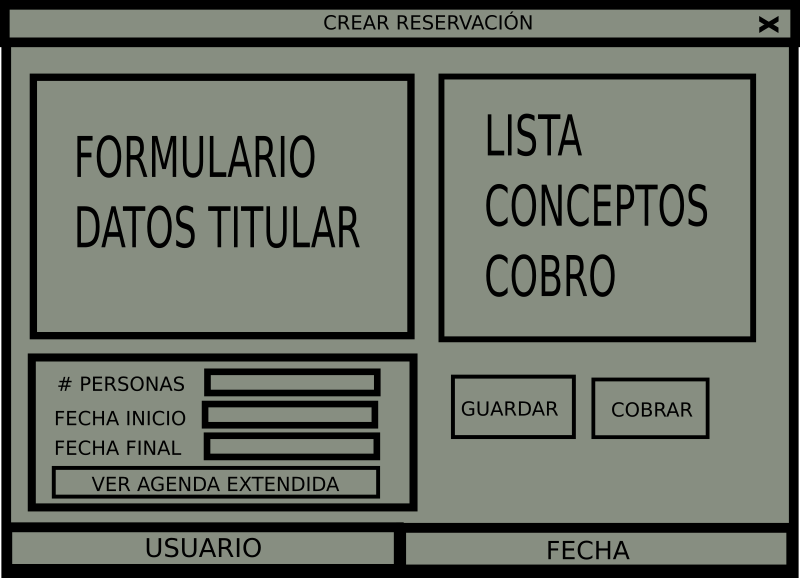 CREAR RESERVACIÓN
FORMULARIO
DATOS TITULAR
LISTA
CONCEPTOS
COBRO
# PERSONAS
FECHA INICIO
FECHA FINAL
VER AGENDA EXTENDIDA
GUARDAR
COBRAR
USUARIO
FECHA